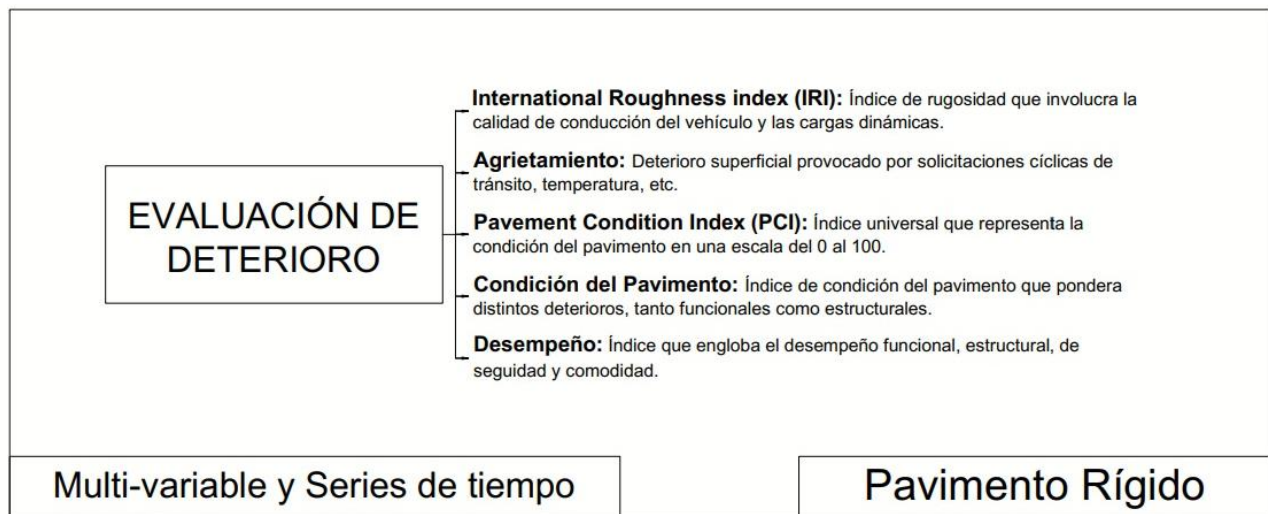 International Roughness index (IRI): Índice de rugosidad que involucra la
calidad de conducción del vehículo y las cargas dinámicas.
Agrietamiento: Deterioro superficial provocado por solicitaciones cíclicas de
tránsito, temperatura, etc.
EVALUACIÓN DE
DETERIORO
Pavement Condition Index (PCI): Índice universal que representa la
condición del pavimento en una escala del 0 al 100.
Condición del Pavimento: Índice de condición del pavimento que pondera
distintos deterioros, tanto funcionales como estructurales.
Desempeño: Índice que engloba el desempeño funcional, estructural, de
seguidad y comodidad.
Multi-variable y Series de tiempo
Pavimento Rígido